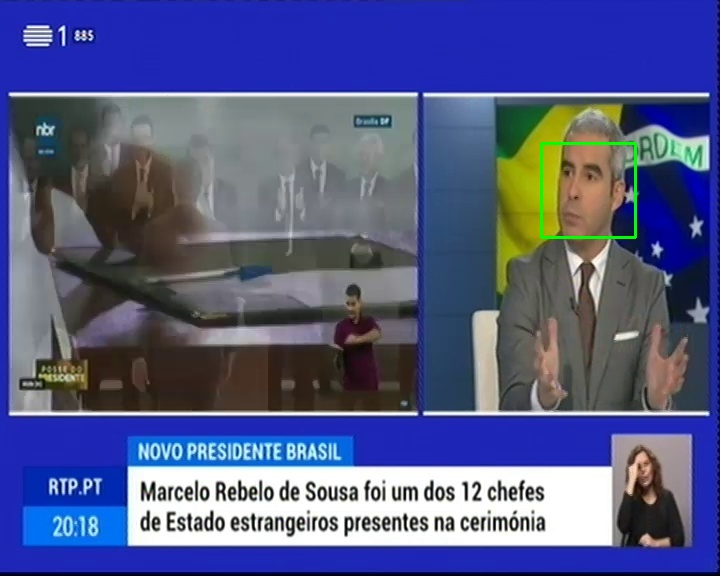 1 885
nbr
Brasília DF
ORDEM
POSSE DO
PRESIDENTE
NOVO PRESIDENTE BRASIL
RTP.PT
Marcelo Rebelo de Sousa foi um dos 12 chefes
20:18
de Estado estrangeiros presentes na cerimónia